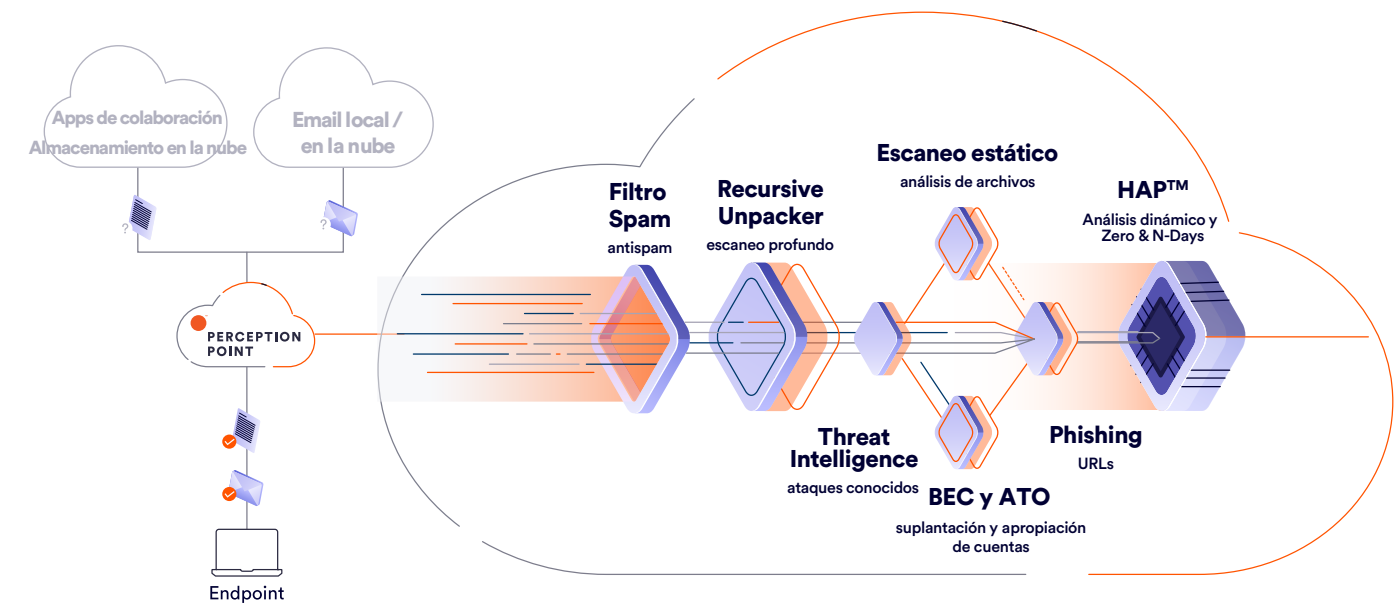 Apps de colaboración
Almacenamiento en la nube
Email local /
en la nube
?
?
PERCEPTION
POINT
Endpoint
Filtro
Spam
antispam
Recursive
Unpacker
escaneo profundo
Threat
Intelligence
ataques conocidos
Escaneo estático
análisis de archivos
BEC y ATO
suplantación y apropiación
de cuentas
Phishing
URLs
HAP™
Análisis dinámico y
Zero & N-Days